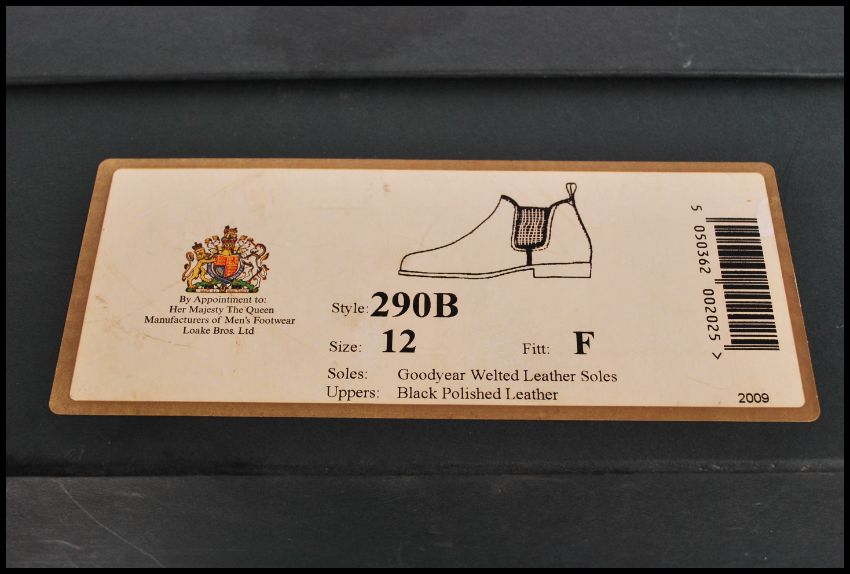 By Appointment to:
Her Majesty The Queen
Manufacturers of Men's Footwear
Loake Bros. Ltd
Style: 290B
Size: 12 Fitt: F
Soles: Goodyear Welted Leather Soles
Uppers: Black Polished Leather
5 050362 002025 >
2009